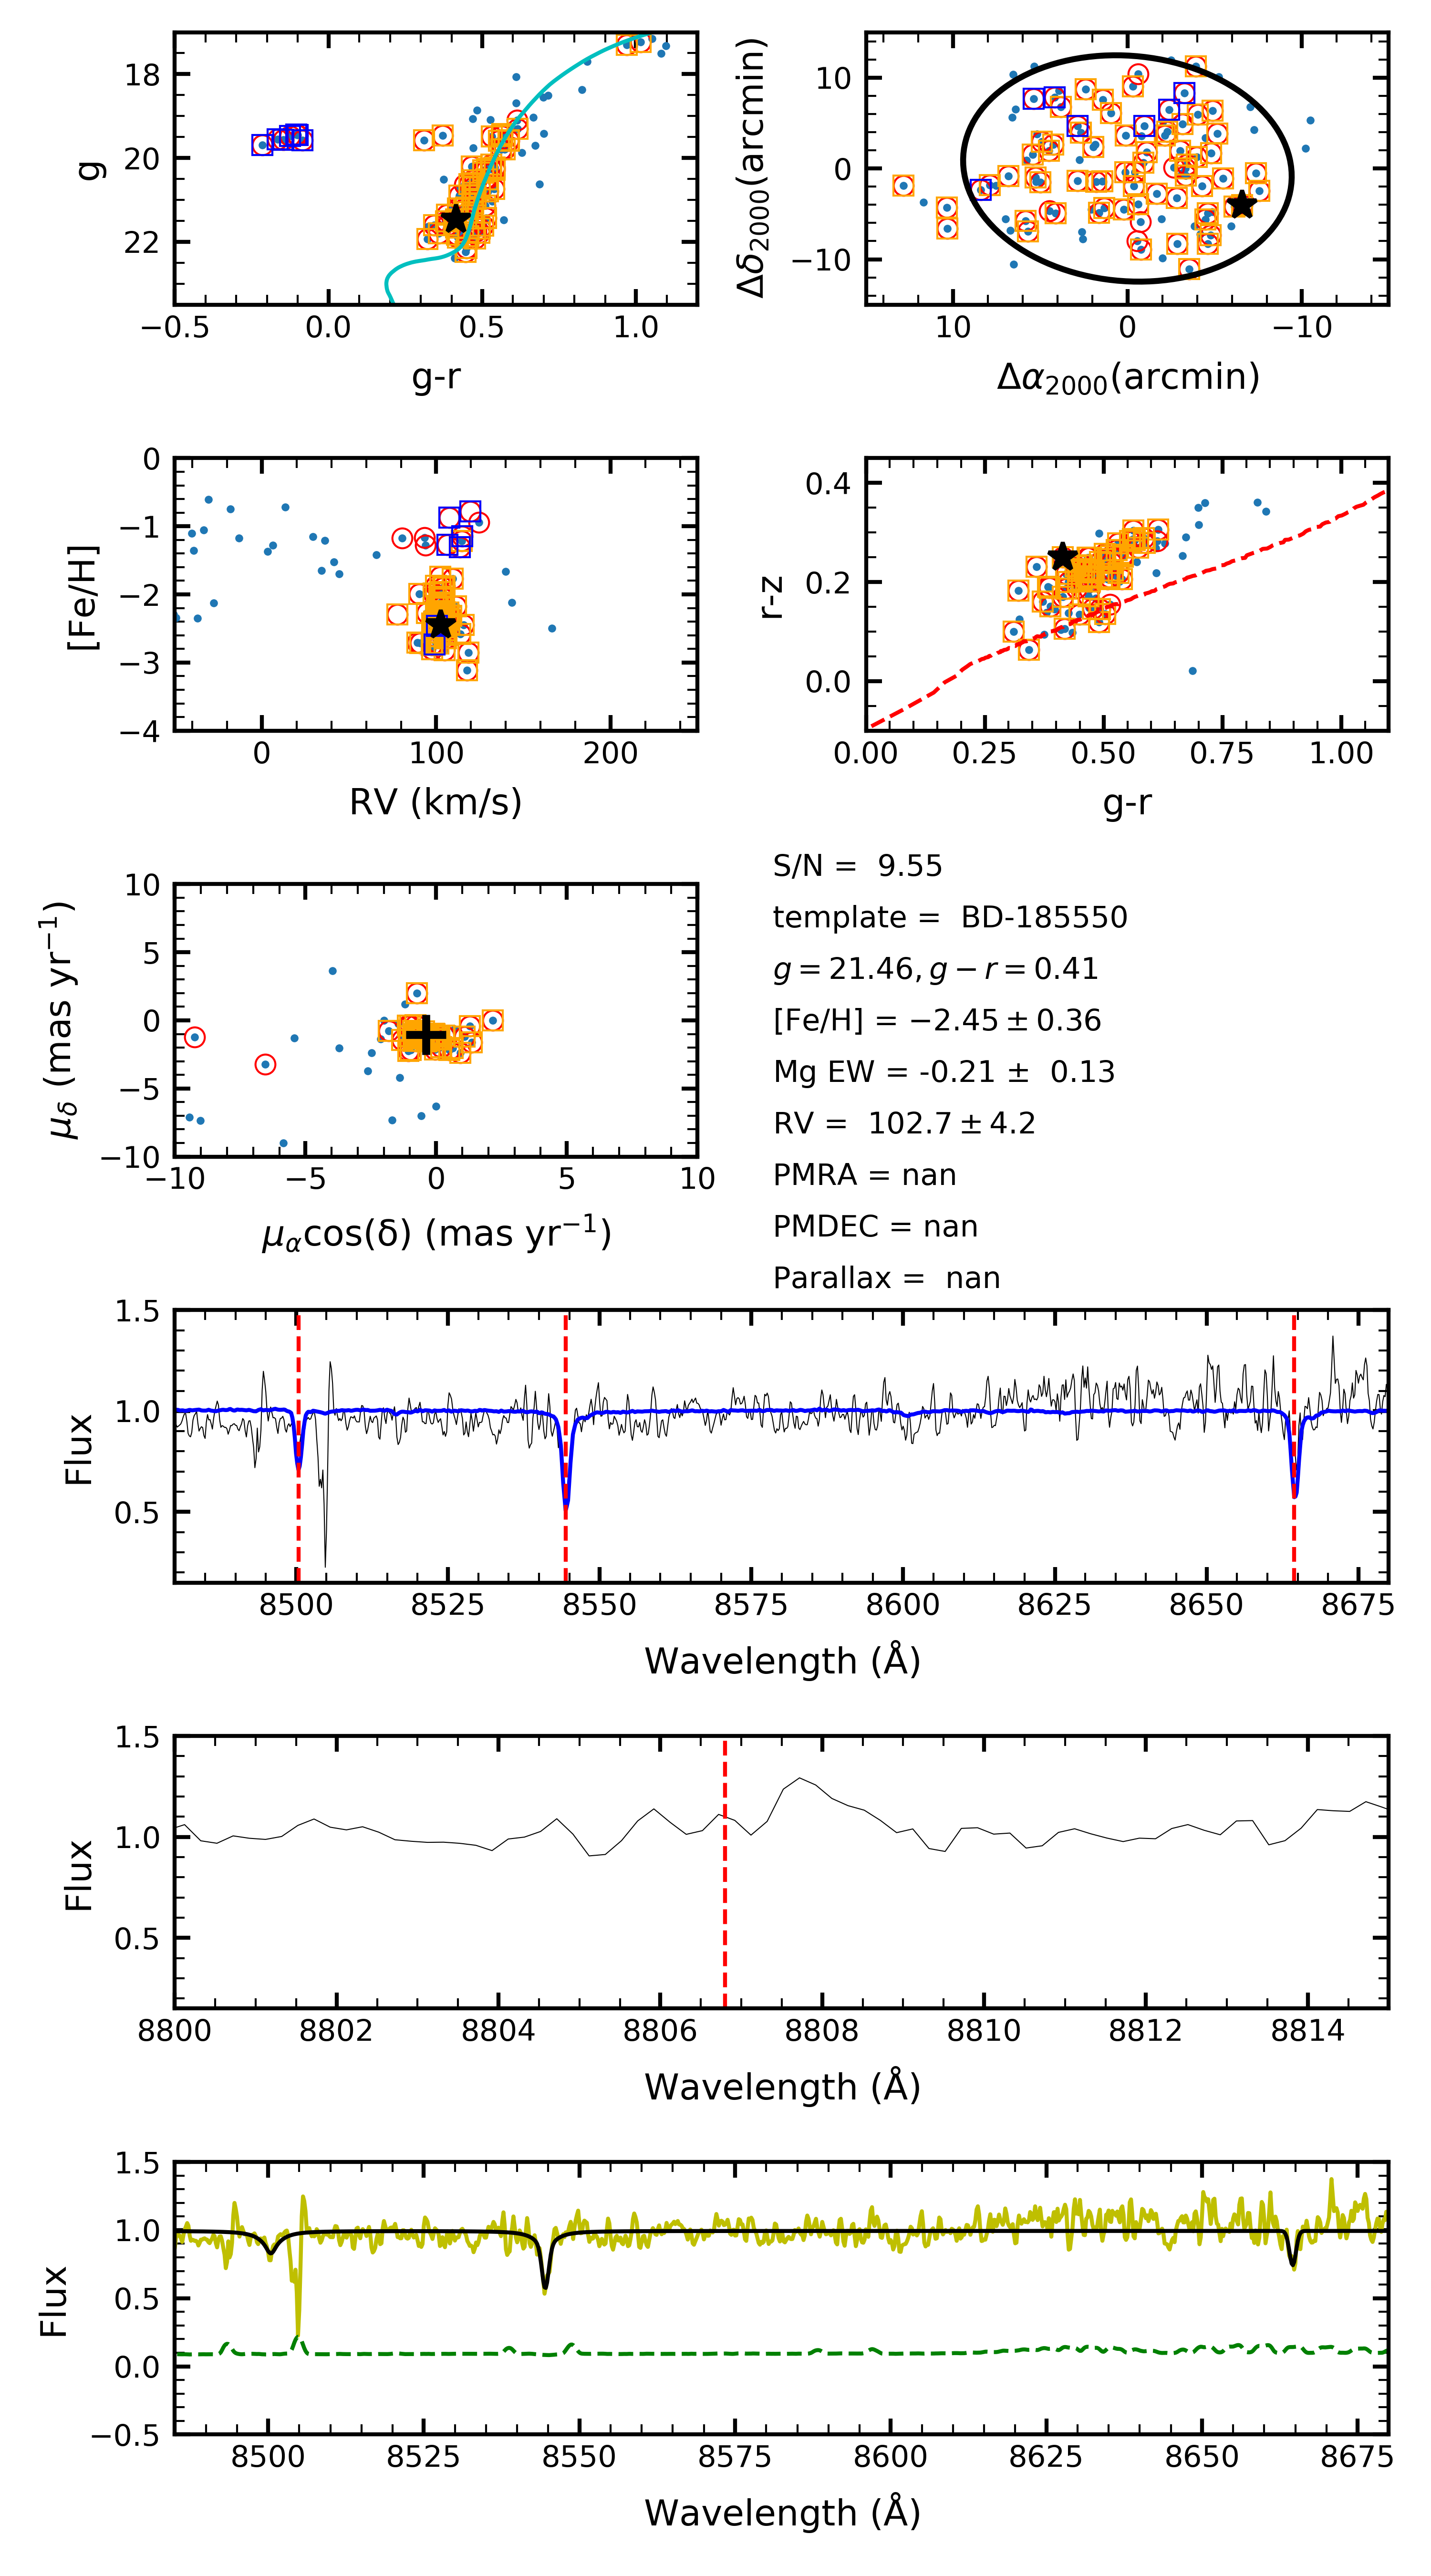 18
20
22
g
−0.5
0.0
0.5
1.0
g-r
10
0
−10
Δδ2000(arcmin)
10
0
−10
Δα2000(arcmin)
0
−1
−2
−3
−4
[Fe/H]
0
100
200
RV (km/s)
0.4
0.2
0.0
r-z
0.00
0.25
0.50
0.75
1.00
g-r
10
5
0
−5
−10
μδ (mas yr−1)
−10
−5
0
5
10
μαcos(δ) (mas yr−1)
S/N = 9.55
template = BD-185550
g = 21.46, g − r = 0.41
[Fe/H] = −2.45 ± 0.36
Mg EW = -0.21 ± 0.13
RV = 102.7 ± 4.2
PMRA = nan
PMDEC = nan
Parallax = nan
1.5
1.0
0.5
Flux
8500
8525
8550
8575
8600
8625
8650
8675
Wavelength (Å)
1.5
1.0
0.5
Flux
8800
8802
8804
8806
8808
8810
8812
8814
Wavelength (Å)
1.5
1.0
0.5
0.0
−0.5
Flux
8500
8525
8550
8575
8600
8625
8650
8675
Wavelength (Å)